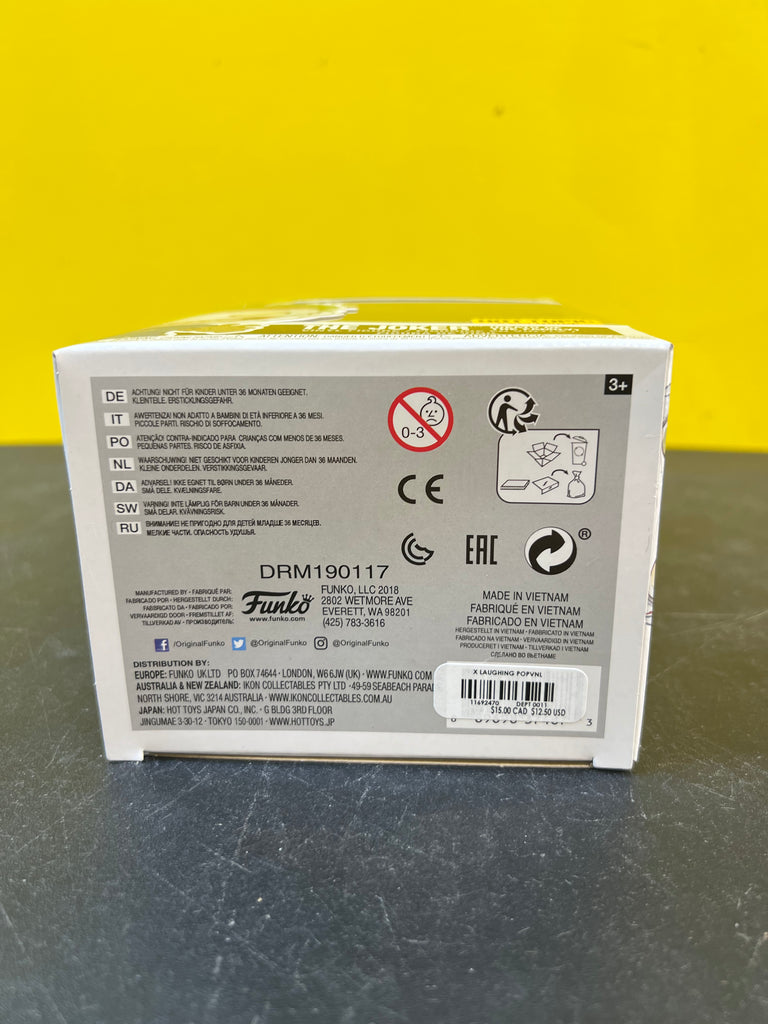 THE JOKER
3+
DE ACHTUNG! NICHT FÜR KINDER UNTER 36 MONATEN GEEIGNET.
KLEINTEILE. ERSTICKUNGSGEFAHR.
IT AVVERTENZA! NON ADATTO A BAMBINI DI ETÀ INFERIORE A 36 MESI.
PICCOLE PARTI. RISCHIO DI SOFFOCAMENTO.
PO ATENÇÃO! CONTRA-INDICADO PARA CRIANÇAS COM MENOS DE 36 MESES.
PEQUENAS PARTES. RISCO DE ASFIXIA.
NL WAARSCHUWING! NIET GESCHIKT VOOR KINDEREN JONGER DAN 36 MAANDEN.
KLEINE ONDERDELEN. VERSTIKKINGSGEVAAR.
DA ADVARSEL! IKKE EGNET TIL BØRN UNDER 36 MÅNEDER.
SMÅ DELE. KVÆLNINGSFARE.
SW VARNING! INTE LÄMPLIG FÖR BARN UNDER 36 MÅNADER.
SMÅ DELAR. KVÄVNINGSRISK.
RU ВНИМАНИЕ! НЕ ПРИГОДНО ДЛЯ ДЕТЕЙ МЛАДШЕ 36 МЕСЯЦЕВ.
МЕЛКИЕ ЧАСТИ. ОПАСНОСТЬ УДУШЬЯ.
0-3
CE
EAC
®
DRM190117
MANUFACTURED BY • FABRIQUÉ PAR:
FABRICADO POR • HERGESTELLT DURCH:
FABBRICATO DA • FABRICADO POR:
VERVAARDIGD DOOR • FREMSTILLET AF:
TILLVERKAD AV • ПРОИЗВОДИТЕЛЬ:
Funko
www.funko.com
FUNKO, LLC 2018
2802 WETMORE AVE
EVERETT, WA 98201
(425) 783-3616
MADE IN VIETNAM
FABRIQUÉ EN VIETNAM
FABRICADO EN VIETNAM
HERGESTELLT IN VIETNAM • FABBRICATO IN VIETNAM
FABRICADO NA VIETNAM • VERVAARDIGD IN VIETNAM
PRODUCERET I VIETNAM • TILLVERKAD I VIETNAM
СДЕЛАНО ВО ВЬЕТНАМЕ
/OriginalFunko @OriginalFunko @OriginalFunko
DISTRIBUTION BY:
EUROPE: FUNKO UK LTD PO BOX 74644 • LONDON, W6 6JW (UK) • WWW.FUNKO.COM
AUSTRALIA & NEW ZEALAND: IKON COLLECTABLES PTY LTD • 49-59 SEABEACH PARA
NORTH SHORE, VIC 3214 AUSTRALIA • WWW.IKONCOLLECTABLES.COM.AU
JAPAN: HOT TOYS JAPAN CO., INC. • G BLDG 3RD FLOOR
JINGUMAE 3-30-12 • TOKYO 150-0001 • WWW.HOTTOYS.JP
X LAUGHING POPVNL
11692470 DEPT 0011
$15.00 CAD $12.50 USD